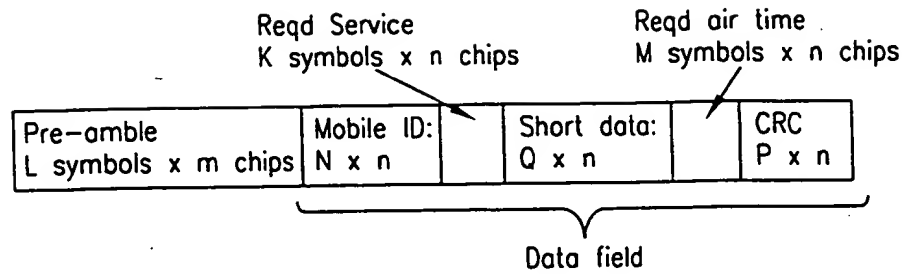 Reqd Service
K symbols x n chips
Reqd air time
M symbols x n chips
Pre-amble
L symbols x m chips
Mobile ID:
N x n
Short data:
Q x n
CRC
P x n
Data field